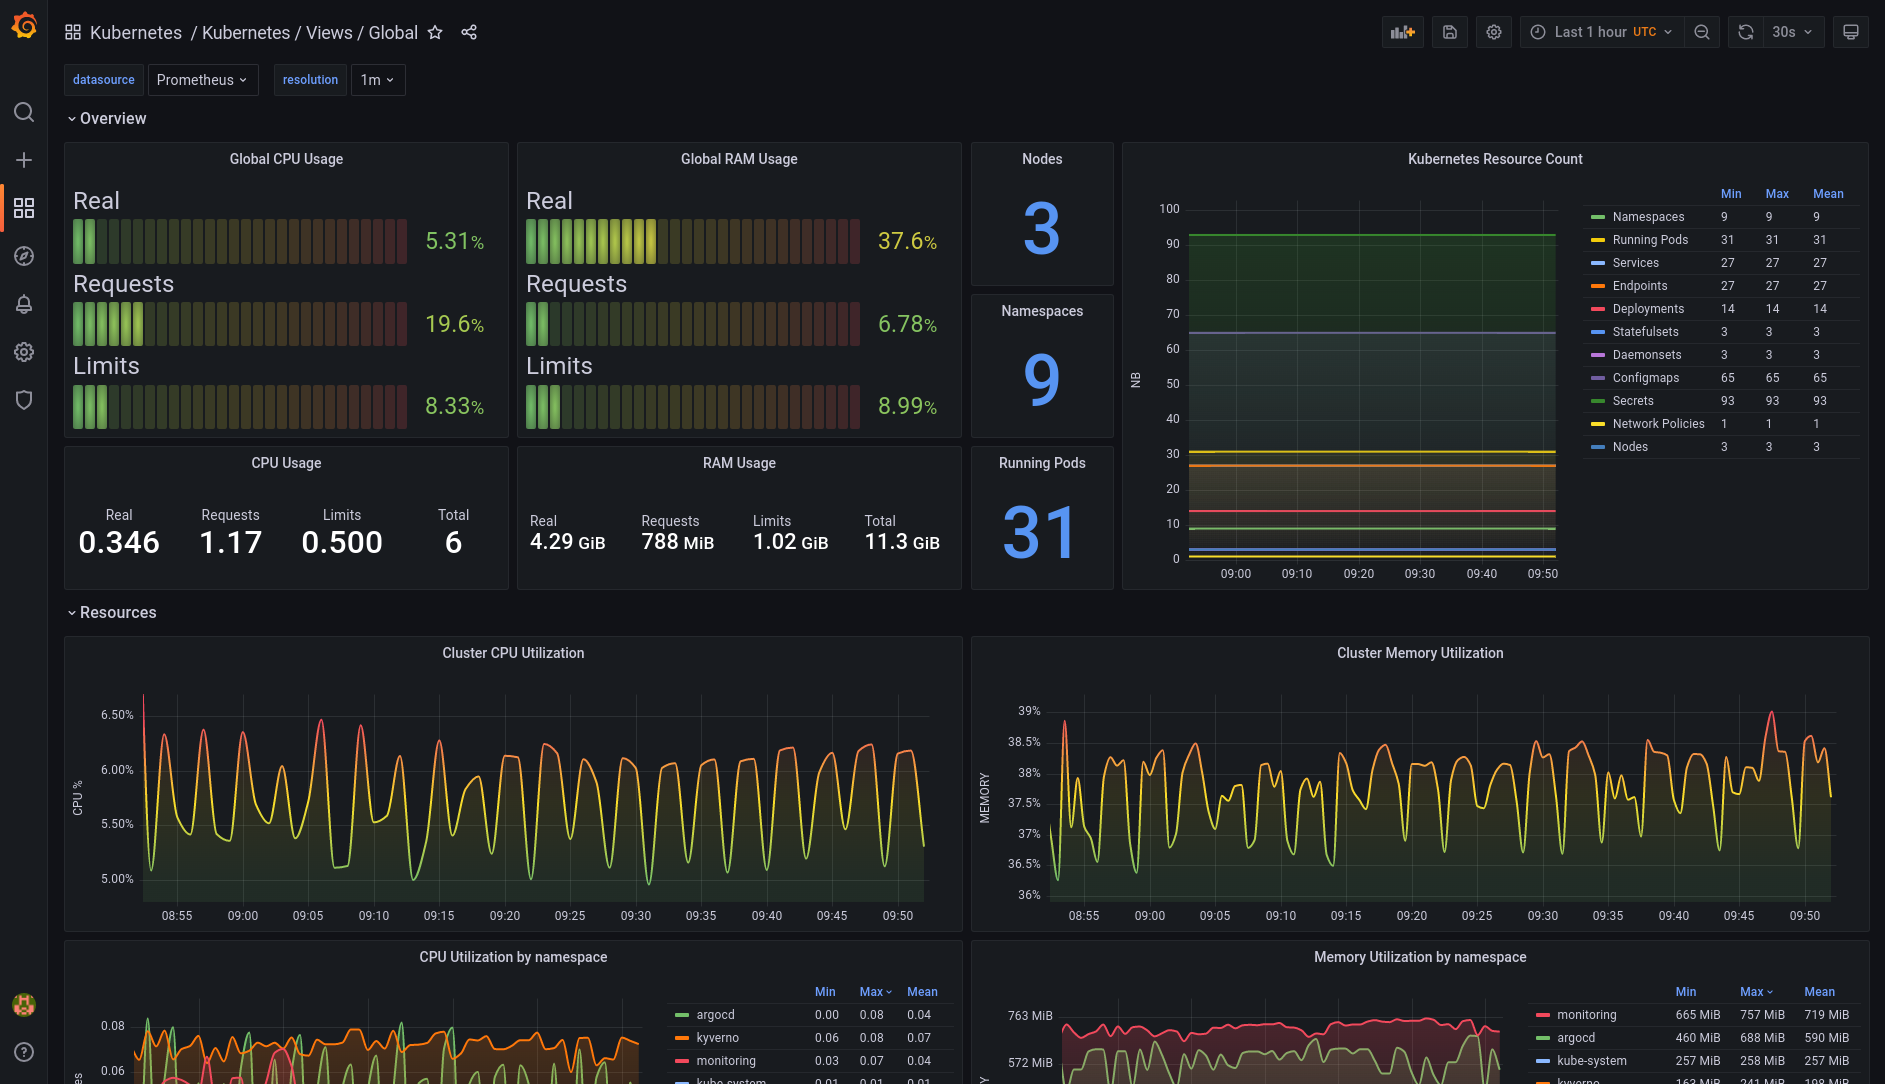 Kubernetes / Kubernetes / Views / Global
Last 1 hour UTC
30s
datasource Prometheus
resolution 1m
Overview
Global CPU Usage
Real
5.31%
Requests
19.6%
Limits
8.33%
Global RAM Usage
Real
37.6%
Requests
6.78%
Limits
8.99%
Nodes
3
Namespaces
9
Running Pods
31
CPU Usage
Real Requests Limits Total
0.346 1.17 0.500 6
RAM Usage
Real Requests Limits Total
4.29 GiB 788 MiB 1.02 GiB 11.3 GiB
Kubernetes Resource Count
NB
100
90
80
70
60
50
40
30
20
10
0
09:00 09:10 09:20 09:30 09:40 09:50
Min Max Mean
Namespaces 9 9 9
Running Pods 31 31 31
Services 27 27 27
Endpoints 27 27 27
Deployments 14 14 14
Statefulsets 3 3 3
Daemonsets 3 3 3
Configmaps 65 65 65
Secrets 93 93 93
Network Policies 1 1 1
Nodes 3 3 3
Resources
Cluster CPU Utilization
CPU %
6.50%
6.00%
5.50%
5.00%
08:55 09:00 09:05 09:10 09:15 09:20 09:25 09:30 09:35 09:40 09:45 09:50
Cluster Memory Utilization
MEMORY
39%
38.5%
38%
37.5%
37%
36.5%
36%
08:55 09:00 09:05 09:10 09:15 09:20 09:25 09:30 09:35 09:40 09:45 09:50
CPU Utilization by namespace
0.08
0.06
Min Max Mean
argocd 0.00 0.08 0.04
kyverno 0.06 0.08 0.07
monitoring 0.03 0.07 0.04
kube-system 0.01 0.01 0.01
Memory Utilization by namespace
763 MiB
572 MiB
Min Max Mean
monitoring 665 MiB 757 MiB 719 MiB
argocd 460 MiB 688 MiB 590 MiB
kube-system 257 MiB 258 MiB 257 MiB
kyverno 163 MiB 241 MiB 198 MiB